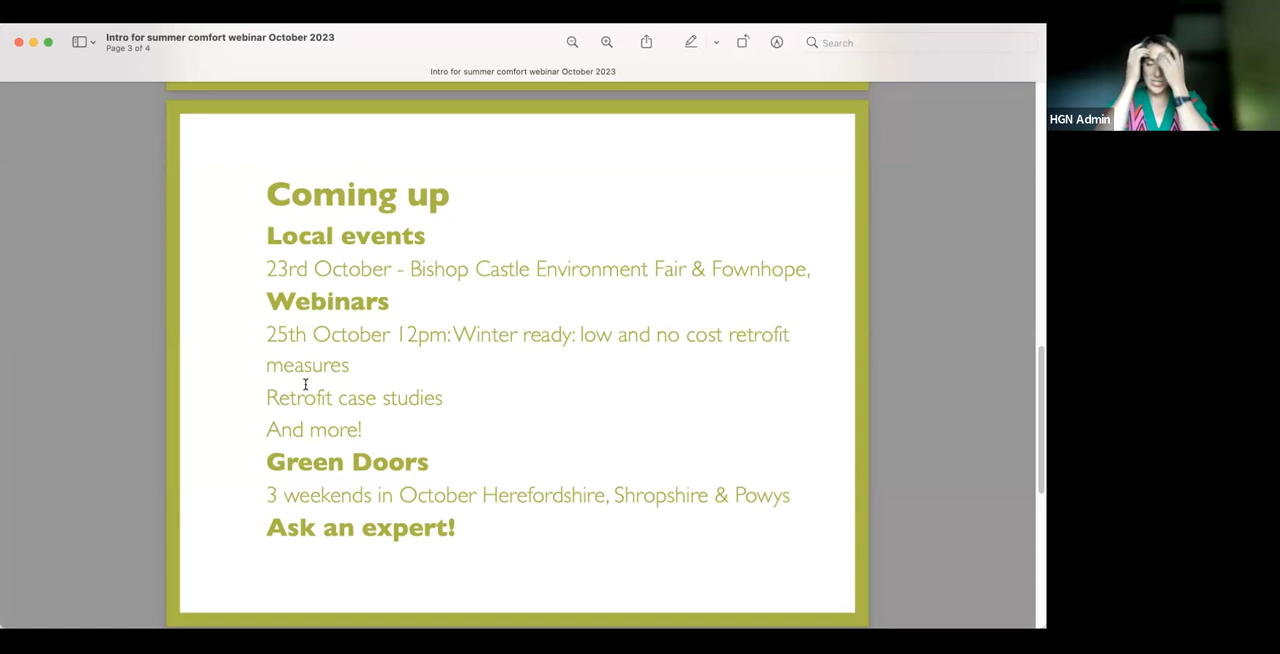 Intro for summer comfort webinar October 2023
Page 3 of 4
Search
Intro for summer comfort webinar October 2023
HGN Admin
Coming up
Local events
23rd October - Bishop Castle Environment Fair & Fownhope,
Webinars
25th October 12pm: Winter ready: low and no cost retrofit
measures
Retrofit case studies
And more!
Green Doors
3 weekends in October Herefordshire, Shropshire & Powys
Ask an expert!